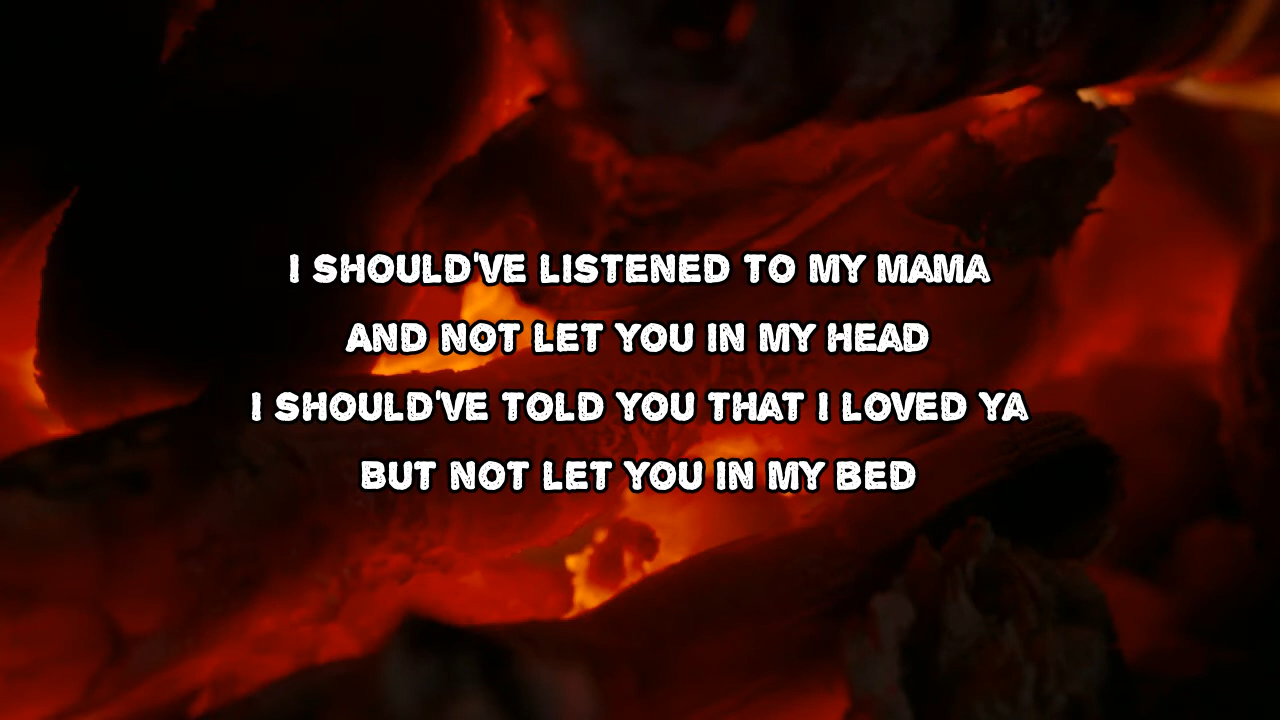 I SHOULD'VE LISTENED TO MY MAMA
AND NOT LET YOU IN MY HEAD
I SHOULD'VE TOLD YOU THAT I LOVED YA
BUT NOT LET YOU IN MY BED